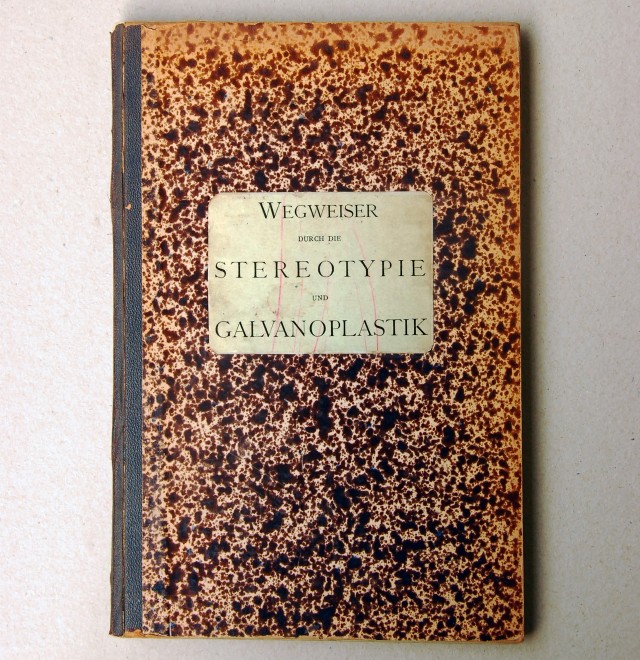 WEGWEISER
DURCH DIE
STEREOTYPIE
UND
GALVANOPLASTIK